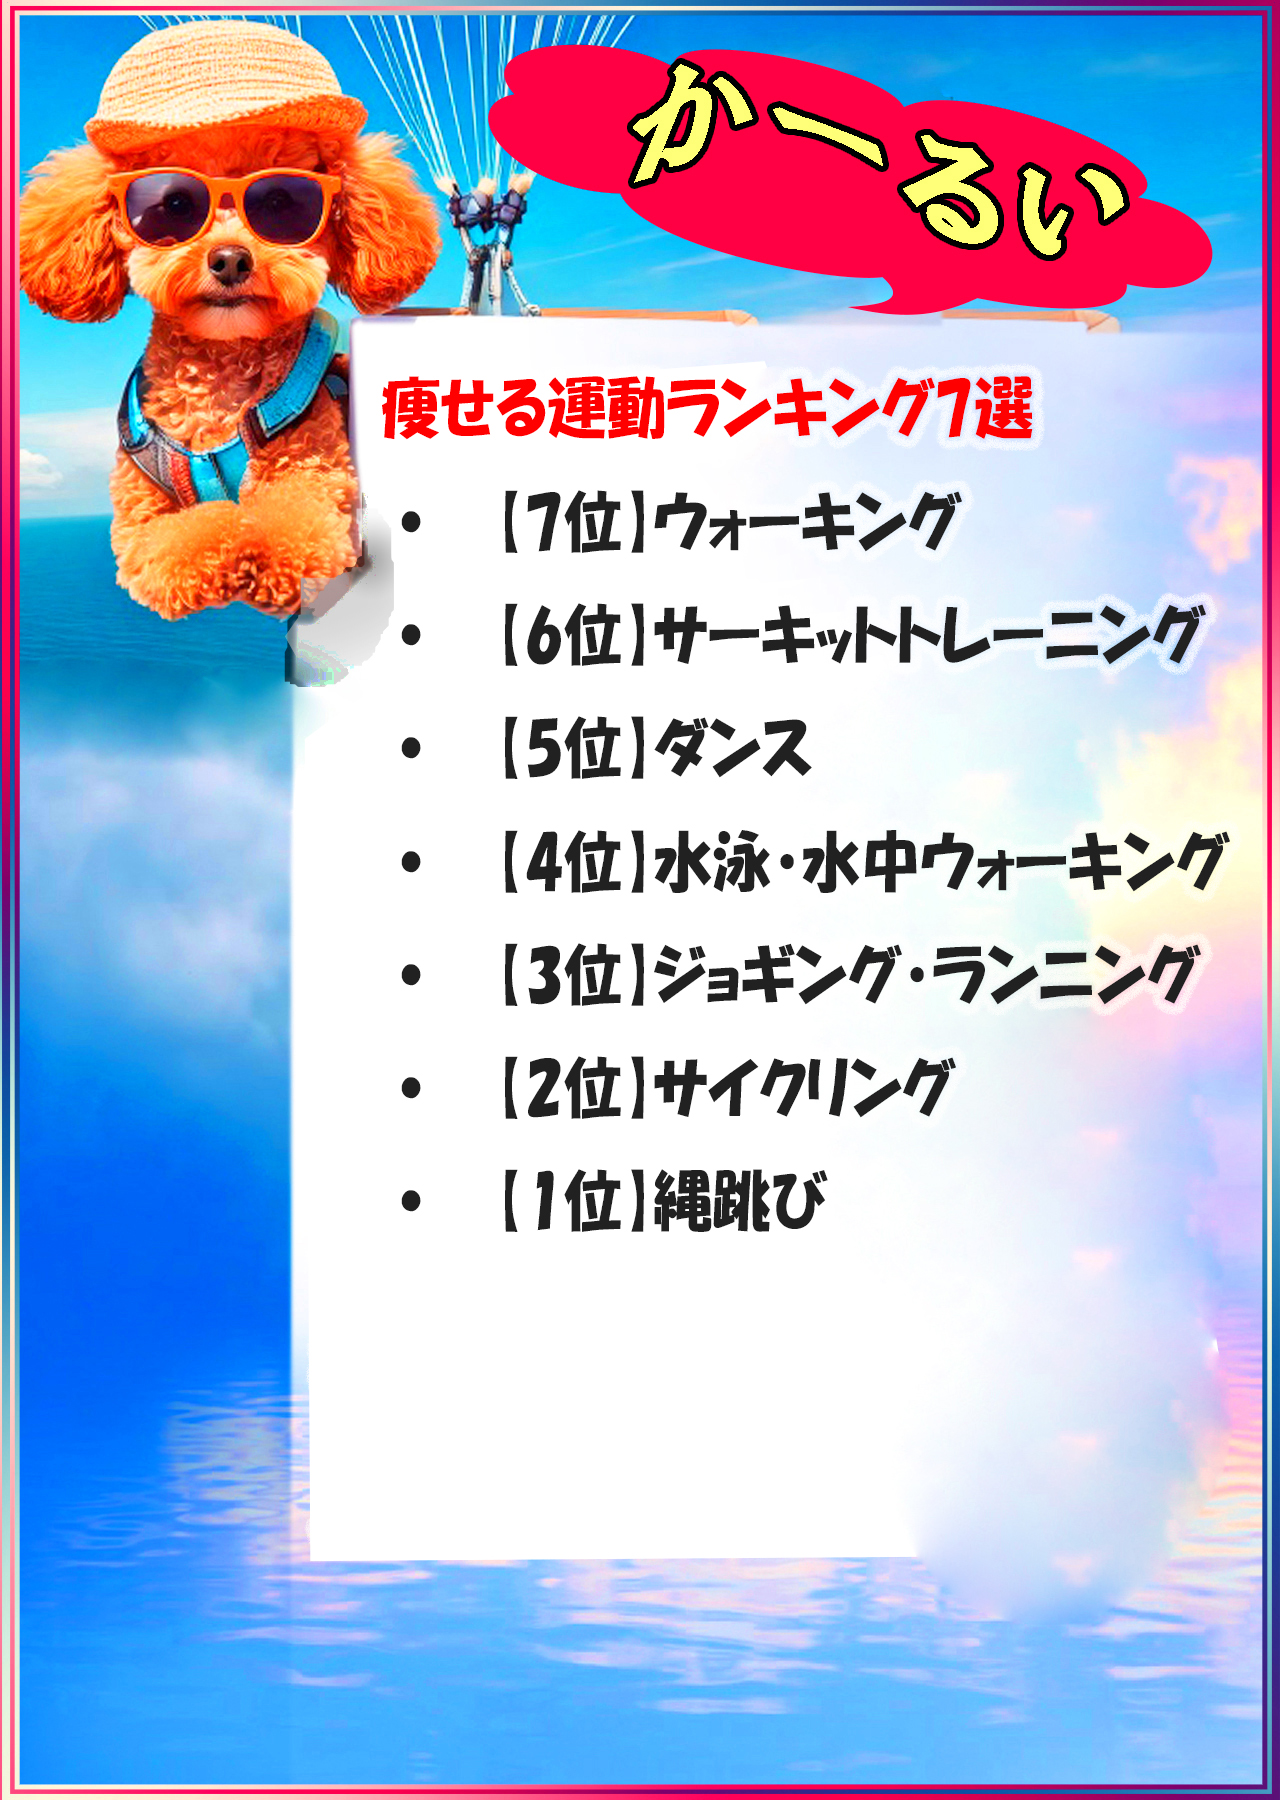 かーるい
痩せる運動ランキング7選
• 【7位】ウォーキング
• 【6位】サーキットトレーニング
• 【5位】ダンス
• 【4位】水泳・水中ウォーキング
• 【3位】ジョギング・ランニング
• 【2位】サイクリング
• 【1位】縄跳び